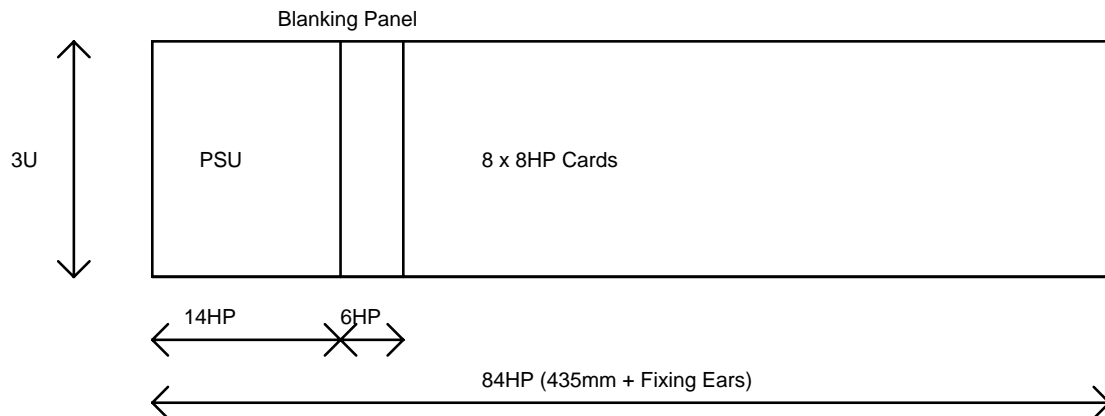 Blanking Panel
3U
PSU
8 x 8HP Cards
14HP
6HP
84HP (435mm + Fixing Ears)